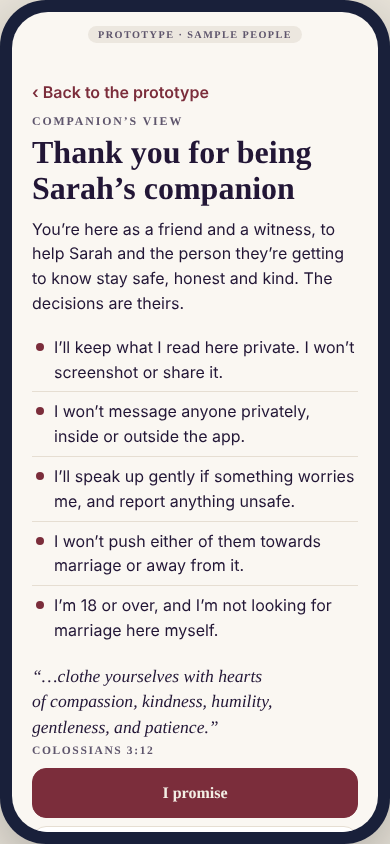 PROTOTYPE · SAMPLE PEOPLE
‹ Back to the prototype
COMPANION’S VIEW
Thank you for being
Sarah’s companion
You’re here as a friend and a witness, to
help Sarah and the person they’re getting
to know stay safe, honest and kind. The
decisions are theirs.
I’ll keep what I read here private. I won’t
screenshot or share it.
I won’t message anyone privately,
inside or outside the app.
I’ll speak up gently if something worries
me, and report anything unsafe.
I won’t push either of them towards
marriage or away from it.
I’m 18 or over, and I’m not looking for
marriage here myself.
“…clothe yourselves with hearts
of compassion, kindness, humility,
gentleness, and patience.”
COLOSSIANS 3:12
I promise